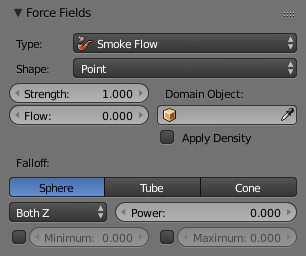 Force Fields
Type: Smoke Flow
Shape: Point
Strength: 1.000 Domain Object:
Flow: 0.000
Apply Density
Falloff:
Sphere Tube Cone
Both Z Power: 0.000
Minimum: 0.000 Maximum: 0.000